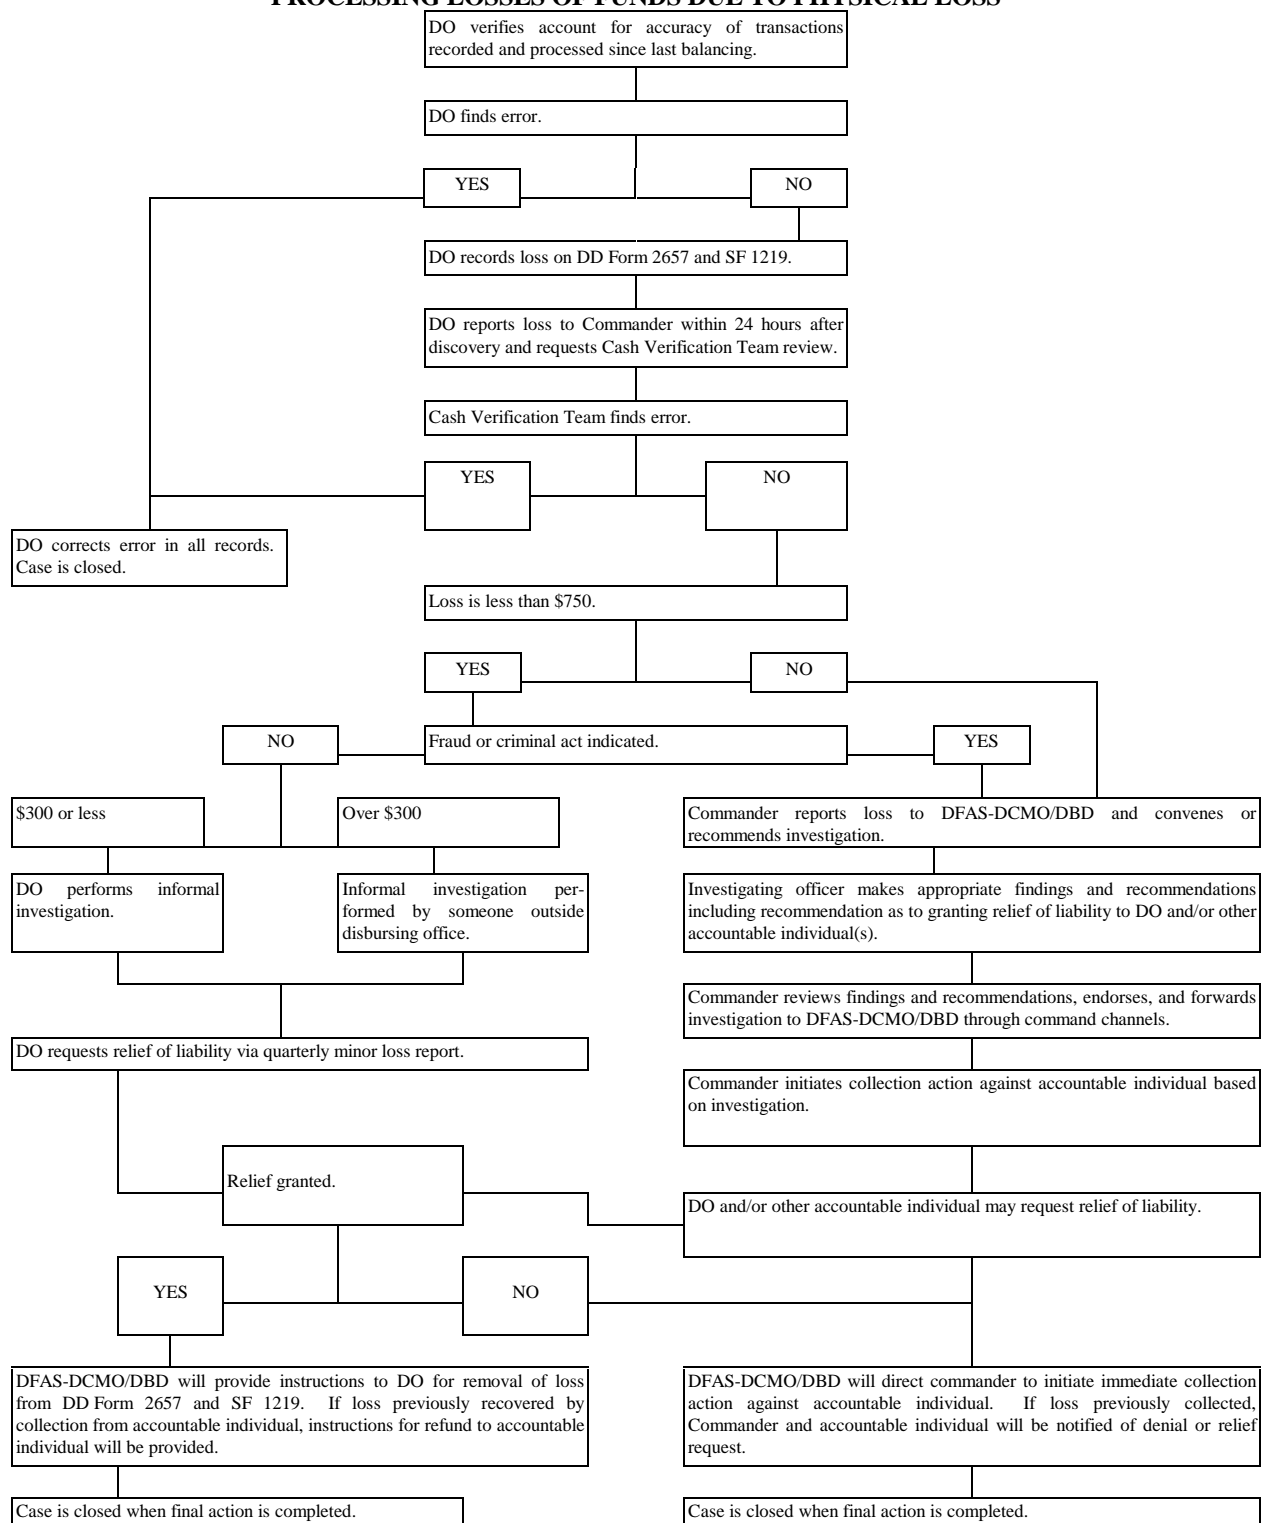 PROCESSING LOSSES OF FUNDS DUE TO PHYSICAL LOSS
DO verifies account for accuracy of transactions
recorded and processed since last balancing.
DO finds error.
YES
NO
DO records loss on DD Form 2657 and SF 1219.
DO reports loss to Commander within 24 hours after
discovery and requests Cash Verification Team review.
Cash Verification Team finds error.
YES
NO
DO corrects error in all records.
Case is closed.
Loss is less than $750.
YES
NO
NO
Fraud or criminal act indicated.
YES
$300 or less
Over $300
Commander reports loss to DFAS-DCMO/DBD and convenes or
recommends investigation.
DO performs informal
investigation.
Informal investigation per-
formed by someone outside
disbursing office.
Investigating officer makes appropriate findings and recommendations
including recommendation as to granting relief of liability to DO and/or other
accountable individual(s).
Commander reviews findings and recommendations, endorses, and forwards
investigation to DFAS-DCMO/DBD through command channels.
DO requests relief of liability via quarterly minor loss report.
Commander initiates collection action against accountable individual based
on investigation.
Relief granted.
DO and/or other accountable individual may request relief of liability.
YES
NO
DFAS-DCMO/DBD will provide instructions to DO for removal of loss
from DD Form 2657 and SF 1219. If loss previously recovered by
collection from accountable individual, instructions for refund to accountable
individual will be provided.
DFAS-DCMO/DBD will direct commander to initiate immediate collection
action against accountable individual. If loss previously collected,
Commander and accountable individual will be notified of denial or relief
request.
Case is closed when final action is completed.
Case is closed when final action is completed.